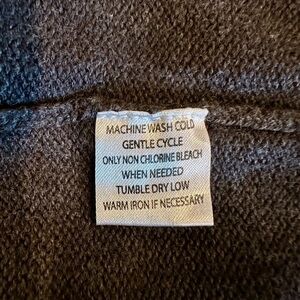 MACHINE WASH COLD
GENTLE CYCLE
ONLY NON CHLORINE BLEACH
WHEN NEEDED
TUMBLE DRY LOW
WARM IRON IF NECESSARY